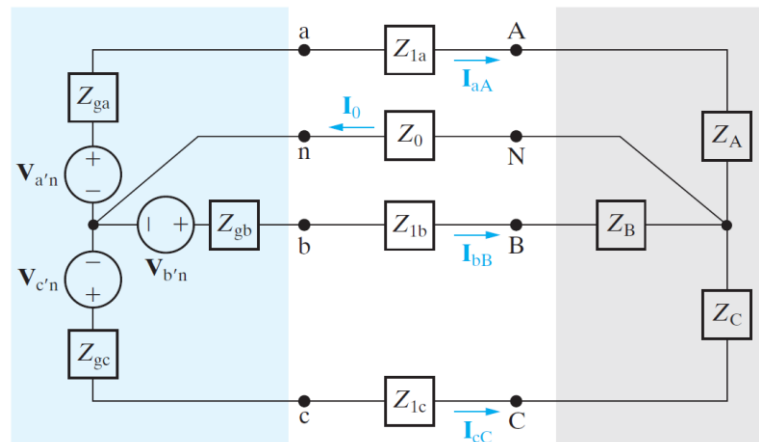 a
Z1a
A
IaA
Zga
I0
Z0
n
N
ZA
+
Va′n
−
− +
Zgb
Z1b
ZB
b
B
Vb′n
IbB
−
Vc′n
+
ZC
Zgc
Z1c
c
C
IcC